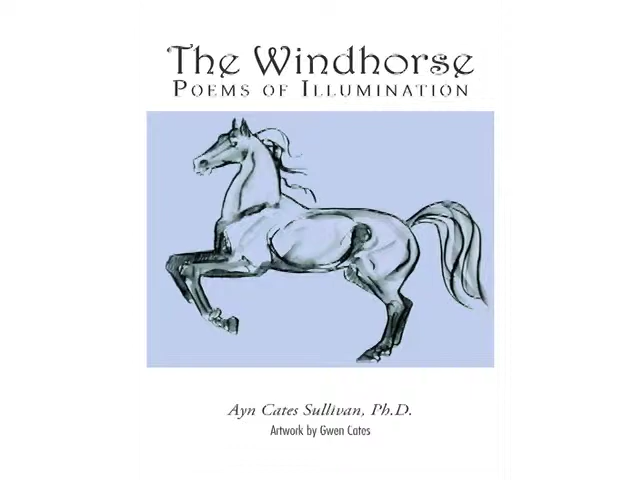 The Windhorse
Poems of Illumination
Ayn Cates Sullivan, Ph.D.
Artwork by Gwen Cates